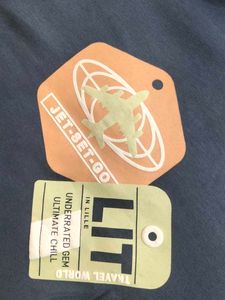 JET-SET-GO
LIT
IN LILLE
UNDERRATED GEM
ULTIMATE CHILL
TRAVEL WORLD